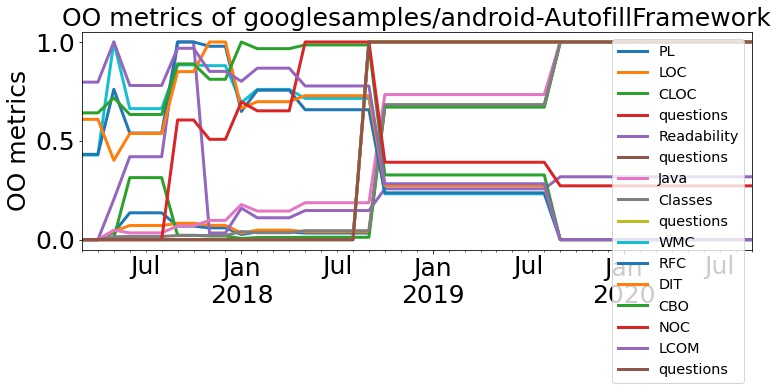 OO metrics of googlesamples/android-AutofillFramework
OO metrics
1.0
0.5
0.0
Jul
Jan
2018
Jul
Jan
2019
Jul
Jan
2020
Jul
PL
LOC
CLOC
questions
Readability
questions
Java
Classes
questions
WMC
RFC
DIT
CBO
NOC
LCOM
questions